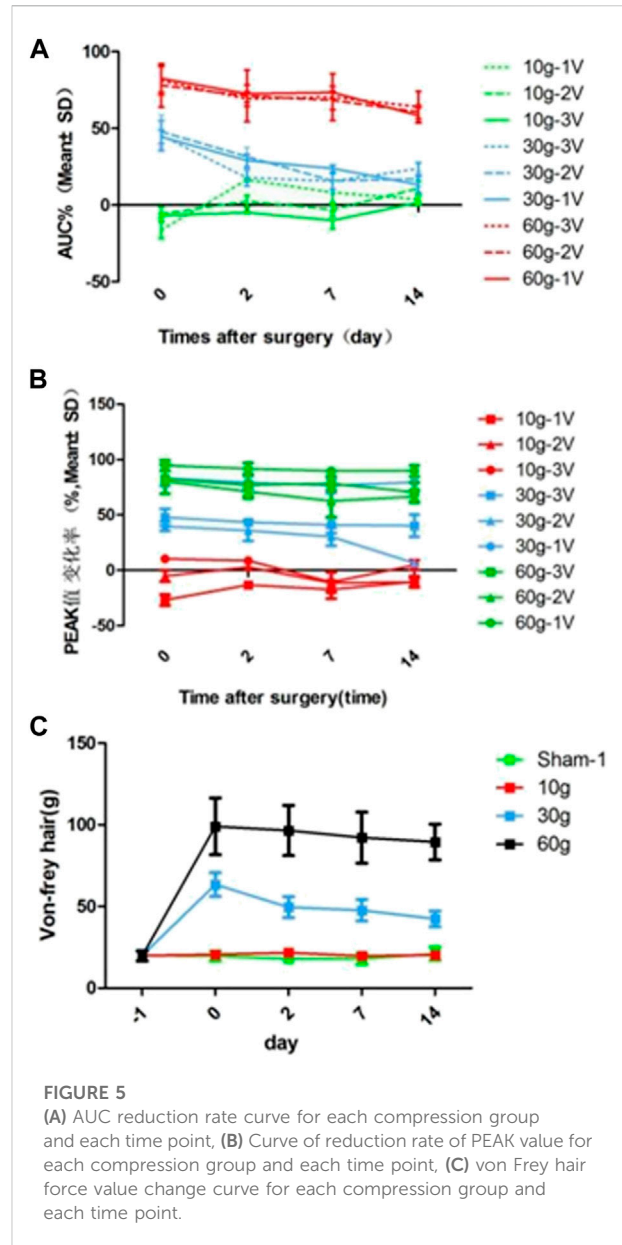 A
AUC% (Mean± SD)
100
50
0
-50
0
2
7
14
Times after surgery（day）
10g-1V
10g-2V
10g-3V
30g-3V
30g-2V
30g-1V
60g-3V
60g-2V
60g-1V
B
PEAK值 变化率 (%,Mean± SD)
150
100
50
0
-50
0
2
7
14
Time after surgery(time)
10g-1V
10g-2V
10g-3V
30g-3V
30g-2V
30g-1V
60g-3V
60g-2V
60g-1V
C
Von-frey hair(g)
150
100
50
0
-1
0
2
7
14
day
Sham-1
10g
30g
60g
FIGURE 5
(A) AUC reduction rate curve for each compression group
and each time point, (B) Curve of reduction rate of PEAK value for
each compression group and each time point, (C) von Frey hair
force value change curve for each compression group and
each time point.